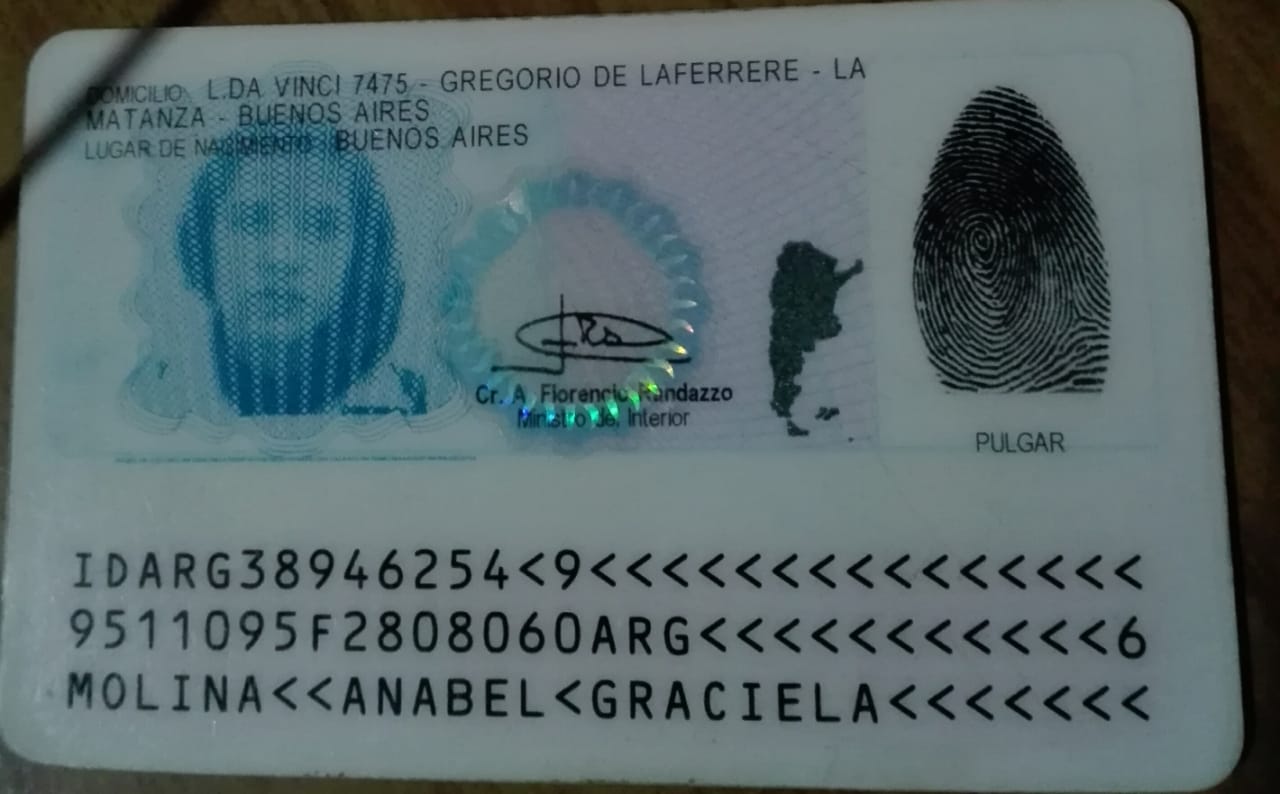 DOMICILIO: L.DA VINCI 7475 - GREGORIO DE LAFERRERE - LA
MATANZA - BUENOS AIRES
LUGAR DE NACIMIENTO: BUENOS AIRES
Cr. A. Florencio Randazzo
Ministro del Interior
PULGAR
IDARG38946254<9<<<<<<<<<<<<<<<
9511095F2808060ARG<<<<<<<<<<<6
MOLINA<<ANABEL<GRACIELA<<<<<<<